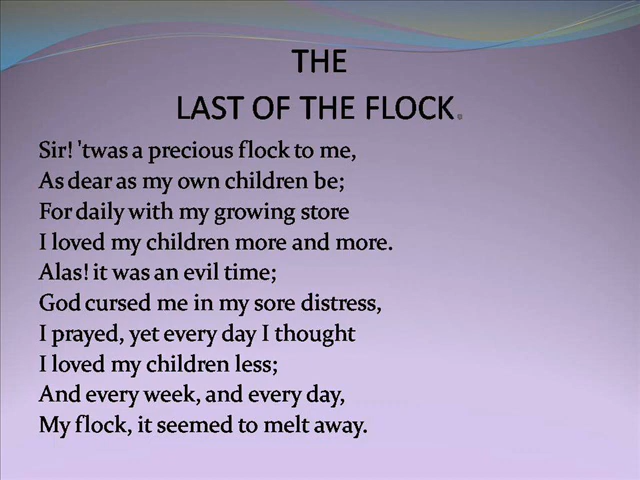 THE
LAST OF THE FLOCK.
Sir! 'twas a precious flock to me,
As dear as my own children be;
For daily with my growing store
I loved my children more and more.
Alas! it was an evil time;
God cursed me in my sore distress,
I prayed, yet every day I thought
I loved my children less;
And every week, and every day,
My flock, it seemed to melt away.